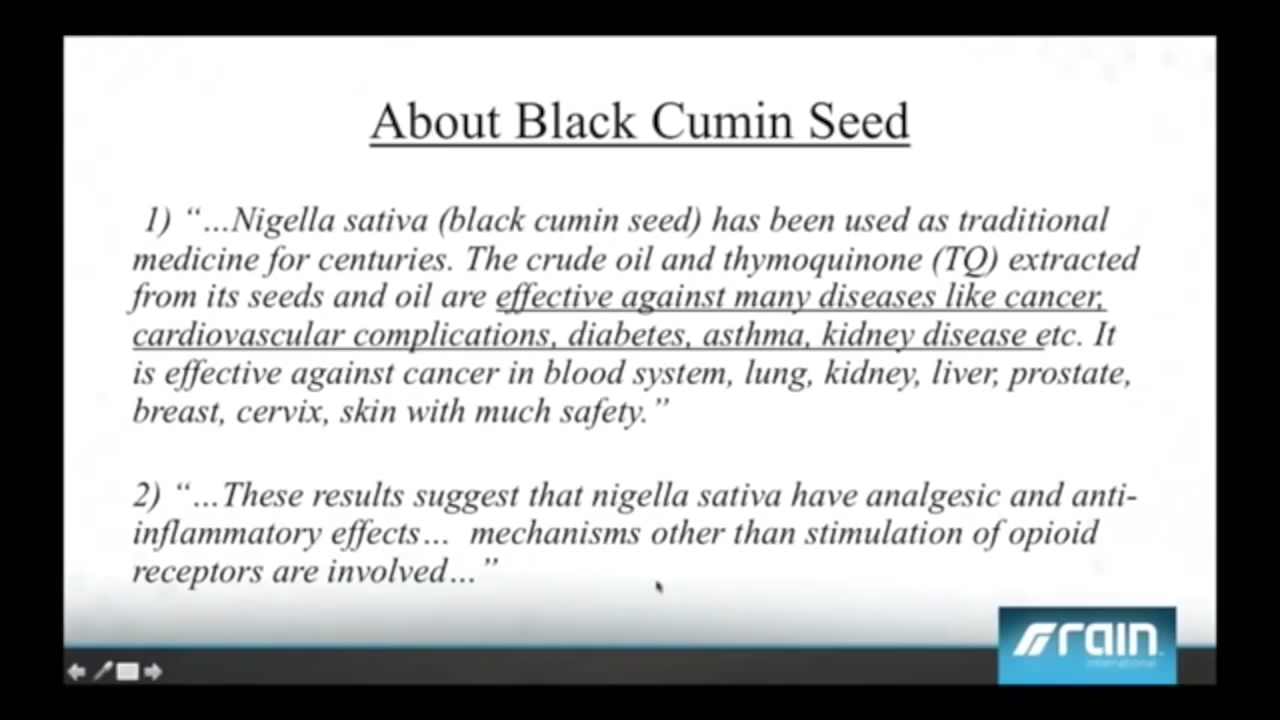 About Black Cumin Seed
1) “...Nigella sativa (black cumin seed) has been used as traditional
medicine for centuries. The crude oil and thymoquinone (TQ) extracted
from its seeds and oil are effective against many diseases like cancer,
cardiovascular complications, diabetes, asthma, kidney disease etc. It
is effective against cancer in blood system, lung, kidney, liver, prostate,
breast, cervix, skin with much safety.”
2) “...These results suggest that nigella sativa have analgesic and anti-
inflammatory effects... mechanisms other than stimulation of opioid
receptors are involved...”
rain
international